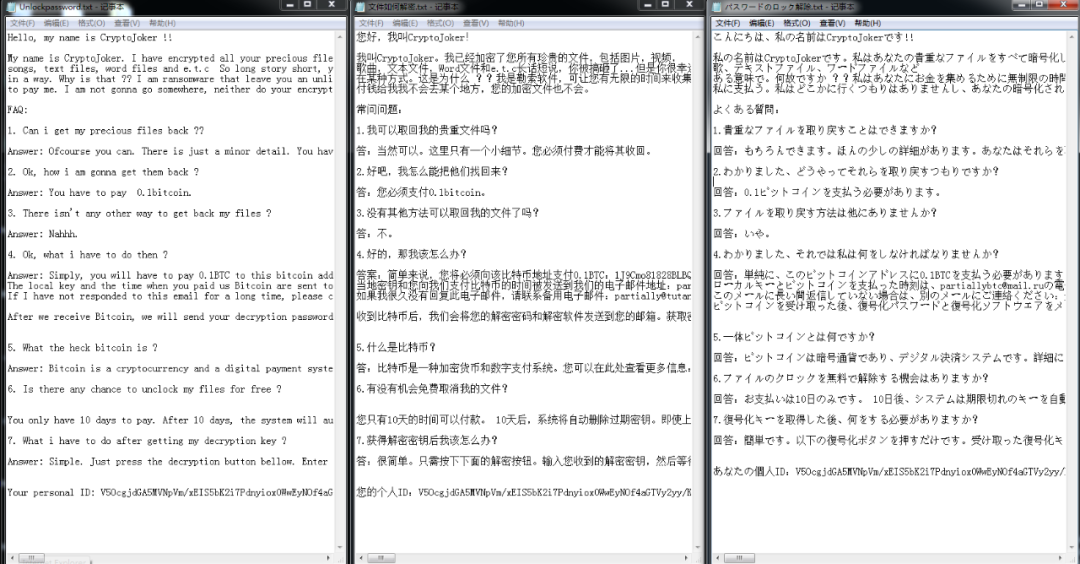 Unlockpassword.txt - 记事本
文件(F) 编辑(E) 格式(O) 查看(V) 帮助(H)
Hello, my name is CryptoJoker !!
My name is CryptoJoker. I have encrypted all your precious file
songs, text files, word files and e.t.c So long story short, y
in a way. Why is that ?? I am ransomware that leave you an unli
to pay me. I am not gonna go somewhere, neither do your encrypt
FAQ:
1. Can i get my precious files back ??
Answer: Ofcourse you can. There is just a minor detail. You hav
2. Ok, how i am gonna get them back ?
Answer: You have to pay 0.1bitcoin.
3. There isn't any other way to get back my files ?
Answer: Nahhh.
4. Ok, what i have to do then ?
Answer: Simply, you will have to pay 0.1BTC to this bitcoin add
The local key and the time when you paid us Bitcoin are sent to
If I have not responded to this email for a long time, please c
After we receive Bitcoin, we will send your decryption password
5. What the heck bitcoin is ?
Answer: Bitcoin is a cryptocurrency and a digital payment syste
6. Is there any chance to unclock my files for free ?
You only have 10 days to pay. After 10 days, the system will au
7. What i have to do after getting my decryption key ?
Answer: Simple. Just press the decryption button bellow. Enter
Your personal ID:
文件如何解密.txt - 记事本
文件(F) 编辑(E) 格式(O) 查看(V) 帮助(H)
您好，我叫CryptoJoker!
我叫CryptoJoker。我已经加密了您所有珍贵的文件，包括图片，视频，
歌曲，文本文件，Word文件和e.t.c长话短说，你被搞砸了...但是你很幸运
在某种方式。这是为什么 ？？我是勒索软件，可让您有无限的时间来收集
付钱给我我不会去某个地方，您的加密文件也不会。
常问问题：
1.我可以取回我的贵重文件吗？
答：当然可以。这里只有一个小细节。您必须付费才能将其收回。
2.好吧，我怎么能把他们找回来？
答：您必须支付0.1bitcoin。
3.没有其他方法可以取回我的文件了吗？
答：不。
4.好的，那我该怎么办？
答案：简单来说，您将必须向该比特币地址支付0.1BTC：
当地密钥和您向我们支付比特币的时间被发送到我们的电子邮件地址：par
如果我很久没有回复此电子邮件，请联系备用电子邮件：partially@tutar
收到比特币后，我们会将您的解密密码和解密软件发送到您的邮箱。获取密
5.什么是比特币？
答：比特币是一种加密货币和数字支付系统。您可以在此处查看更多信息：
6.有没有机会免费取消我的文件？
您只有10天的时间可以付款。 10天后，系统将自动删除过期密钥。即使上
7.获得解密密钥后我该怎么办？
答：很简单。只需按下下面的解密按钮。输入您收到的解密密钥，然后等待
您的个人ID：
パスワードのロック解除.txt - 记事本
文件(F) 编辑(E) 格式(O) 查看(V) 帮助(H)
こんにちは、私の名前はCryptoJokerです!!
私の名前はCryptoJokerです。私はあなたの貴重なファイルをすべて暗号化し
歌、テキストファイル、ワードファイルなど
ある意味で。何故ですか ？？私はあなたにお金を集めるために無制限の時間
私に支払う。私はどこかに行くつもりはありませんし、あなたの暗号化され
よくある質問：
1.貴重なファイルを取り戻すことはできますか？
回答：もちろんできます。ほんの少しの詳細があります。あなたはそれらを
2.わかりました、どうやってそれらを取り戻すつもりですか？
回答：0.1ビットコインを支払う必要があります。
3.ファイルを取り戻す方法は他にありませんか？
回答：いや。
4.わかりました、それでは私は何をしなければなりませんか？
回答：単純に、このビットコインアドレスに0.1BTCを支払う必要があります
ローカルキーとビットコインを支払った時刻は、partiallybtc@mail.ruの電
このメールに長い間返信していない場合は、別のメールにご連絡ください：
ビットコインを受け取った後、復号化パスワードと復号化ソフトウエアをメ
5.一体ビットコインとは何ですか？
回答：ビットコインは暗号通貨であり、デジタル決済システムです。詳細に
6.ファイルのクロックを無料で解除する機会はありますか？
回答：お支払いは10日のみです。 10日後、システムは期限切れのキーを自動
7.復号化キーを取得した後、何をする必要がありますか？
回答：簡単です。以下の復号化ボタンを押すだけです。受け取った復号化キ
あなたの個人ID：